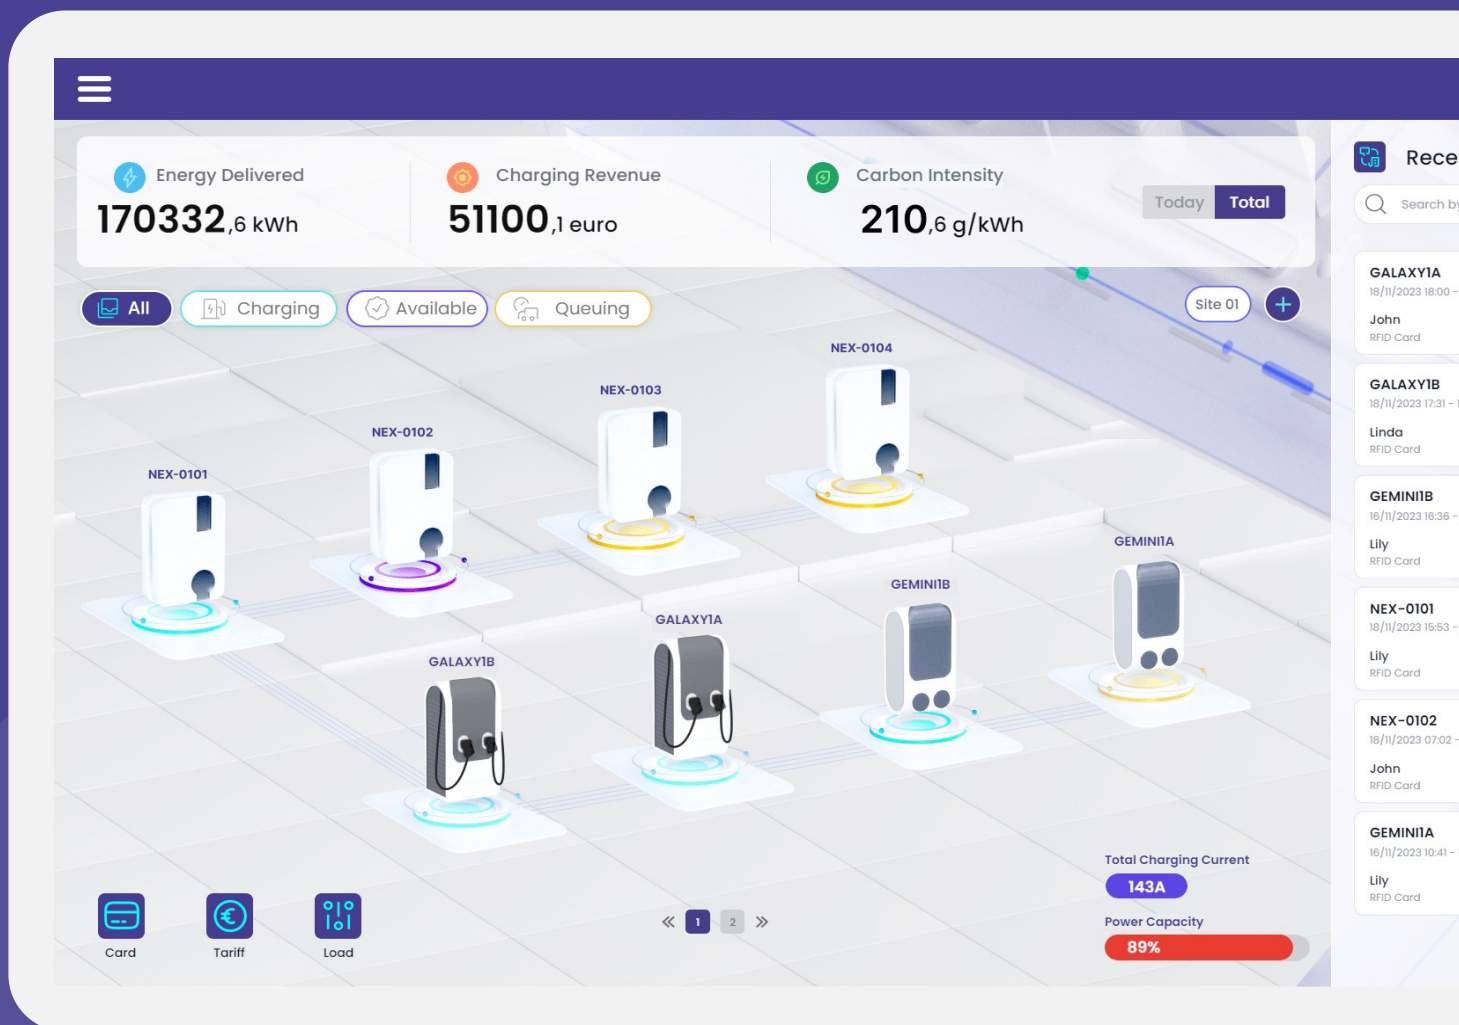 Energy Delivered
170332,6 kWh
Charging Revenue
51100,1 euro
Carbon Intensity
210,6 g/kWh
Today
Total
All
Charging
Available
Queuing
Site 01
NEX-0104
NEX-0103
NEX-0102
NEX-0101
GEMINI1A
GEMINI1B
GALAXY1A
GALAXY1B
Total Charging Current
143A
Power Capacity
89%
Card
Tariff
Load
1
2
Rece
Search by
GALAXY1A
18/11/2023 18:00 -
John
RFID Card
GALAXY1B
18/11/2023 17:31 - 1
Linda
RFID Card
GEMINI1B
16/11/2023 16:36 -
Lily
RFID Card
NEX-0101
18/11/2023 15:53 -
Lily
RFID Card
NEX-0102
18/11/2023 07:02 -
John
RFID Card
GEMINI1A
16/11/2023 10:41 -
Lily
RFID Card